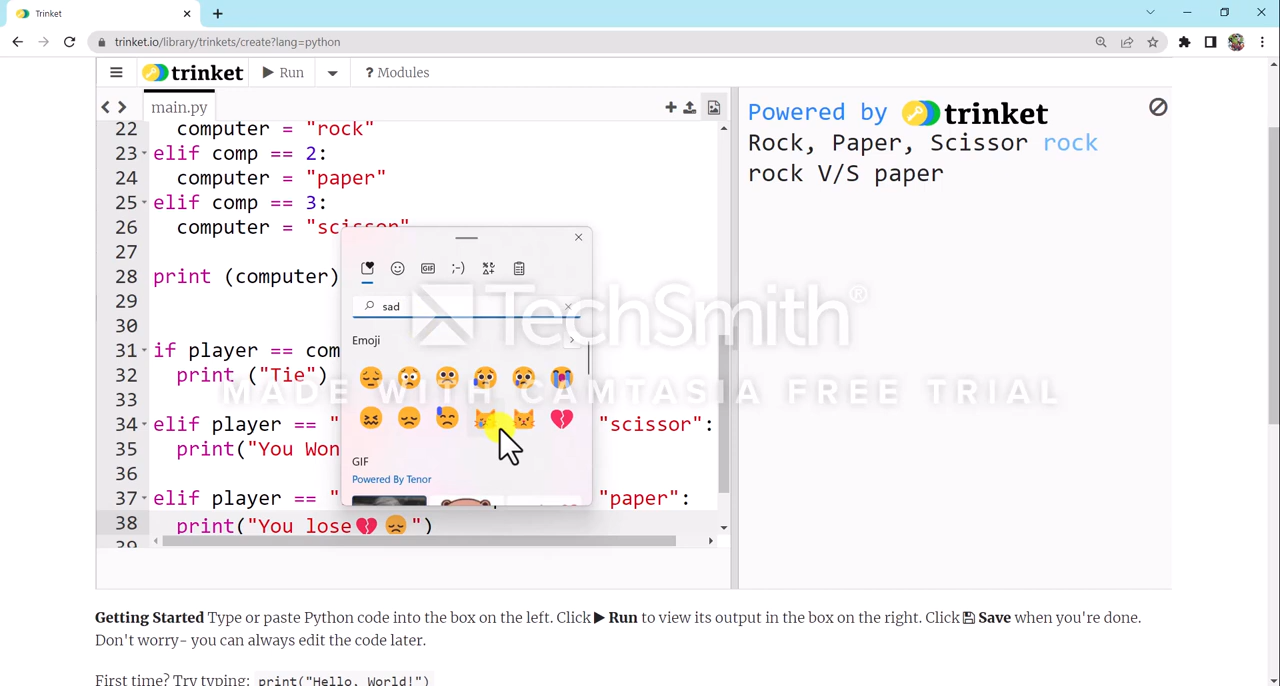 Trinket
trinket.io/library/trinkets/create?lang=python
trinket Run ? Modules
main.py
22 computer = "rock"
23 elif comp == 2:
24 computer = "paper"
25 elif comp == 3:
26 computer = "scissor"
27
28 print (computer)
29
30
31 if player == com
32 print ("Tie")
33
34 elif player == " "scissor":
35 print("You Won
36
37 elif player == " "paper":
38 print("You lose💔😞")
39
sad
Emoji
GIF
Powered By Tenor
Powered by trinket
Rock, Paper, Scissor rock
rock V/S paper
TechSmith®
MADE WITH CAMTASIA FREE TRIAL
Getting Started Type or paste Python code into the box on the left. Click Run to view its output in the box on the right. Click Save when you're done.
Don't worry- you can always edit the code later.
First time? Try typing: print("Hello, World!")